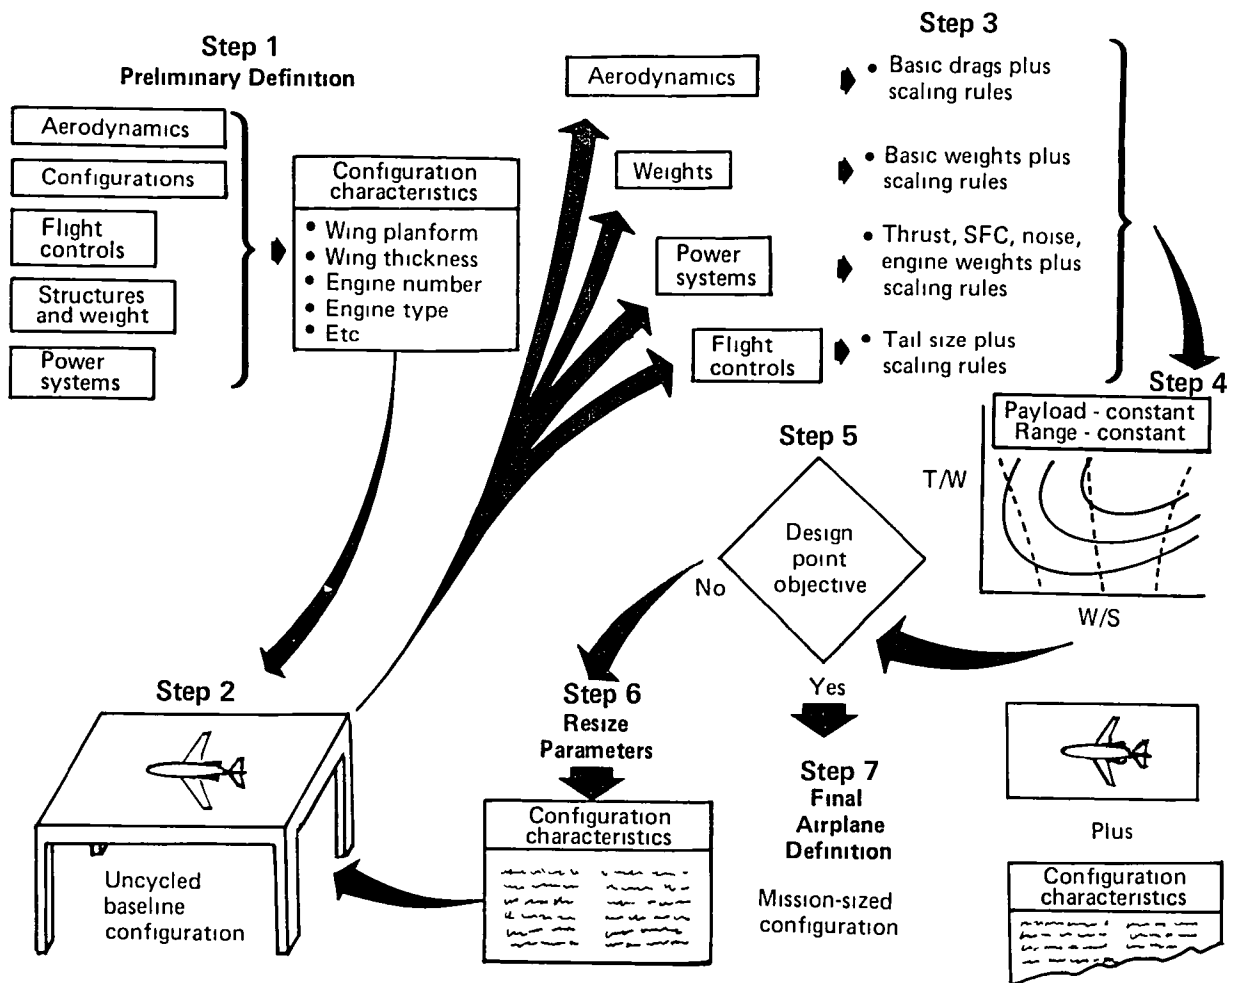 Step 1
Preliminary Definition
Aerodynamics
Configurations
Flight
controls
Structures
and weight
Power
systems
Configuration
characteristics
• Wing planform
• Wing thickness
• Engine number
• Engine type
• Etc
Step 2
Uncycled
baseline
configuration
Step 3
Aerodynamics
• Basic drags plus
scaling rules
Weights
• Basic weights plus
scaling rules
Power
systems
• Thrust, SFC, noise,
engine weights plus
scaling rules
Flight
controls
• Tail size plus
scaling rules
Step 4
Payload - constant
Range - constant
T/W
W/S
Step 5
Design
point
objective
No
Yes
Step 6
Resize
Parameters
Configuration
characteristics
Step 7
Final
Airplane
Definition
Mission-sized
configuration
Plus
Configuration
characteristics